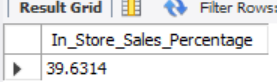 Result Grid Filter Rows:
In_Store_Sales_Percentage
39.6314